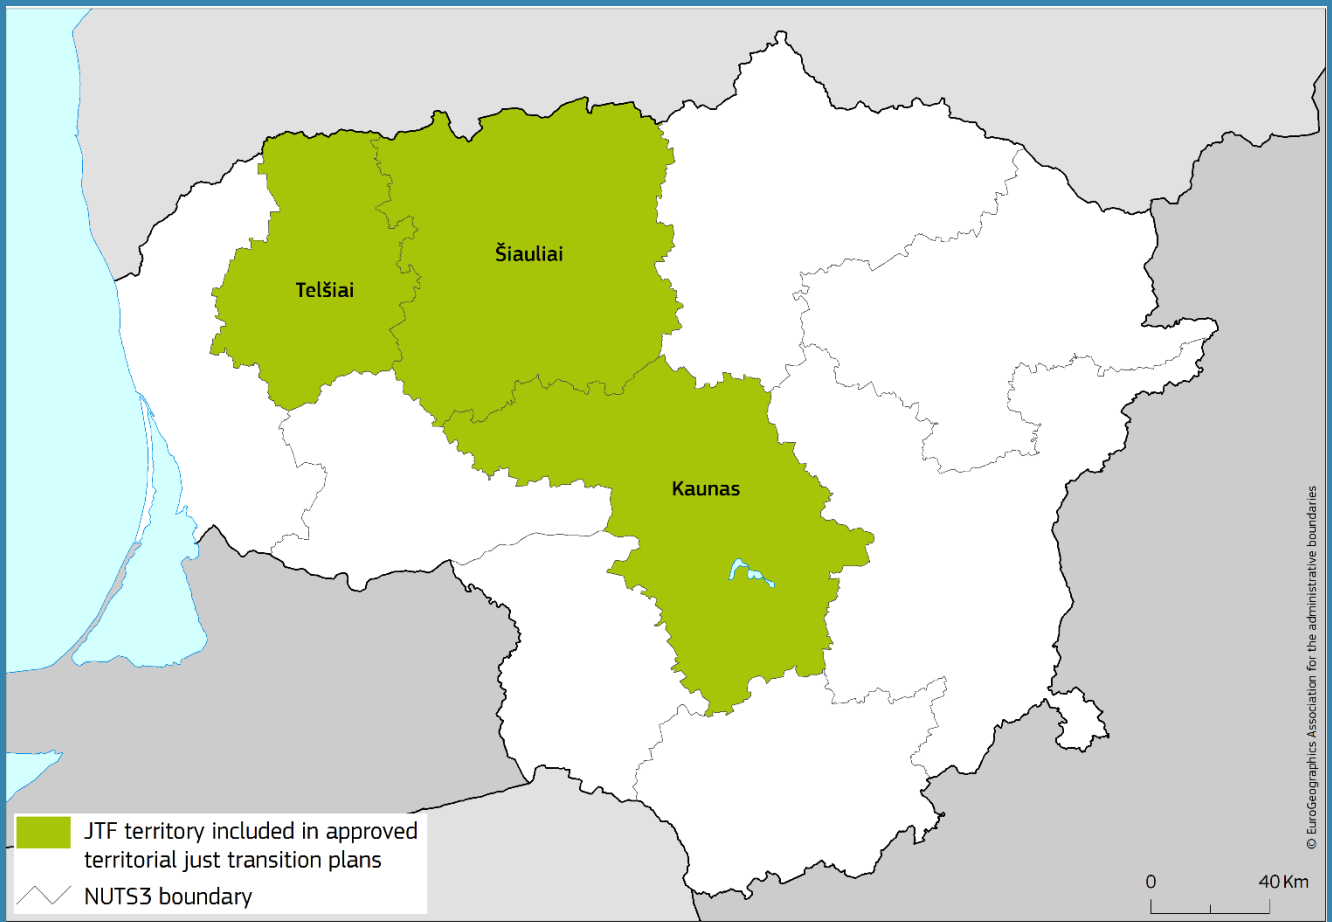 Šiauliai
Telšiai
Kaunas
© EuroGeographics Association for the administrative boundaries
JTF territory included in approved
territorial just transition plans
NUTS3 boundary
0 40 Km